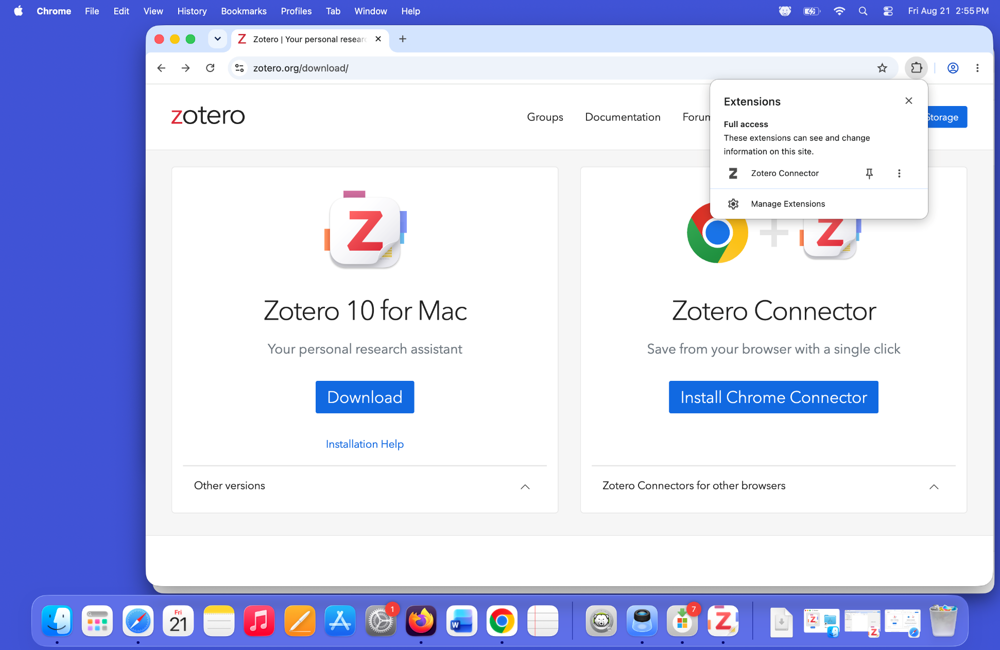 Chrome File Edit View History Bookmarks Profiles Tab Window Help Fri Aug 21 2:55 PM
Zotero | Your personal resear
zotero.org/download/
zotero
Groups Documentation Forum Storage
Extensions
Full access
These extensions can see and change
information on this site.
Z Zotero Connector
Manage Extensions
Zotero 10 for Mac
Your personal research assistant
Download
Installation Help
Other versions
Zotero Connector
Save from your browser with a single click
Install Chrome Connector
Zotero Connectors for other browsers
Fri
21
1
W
7
Z